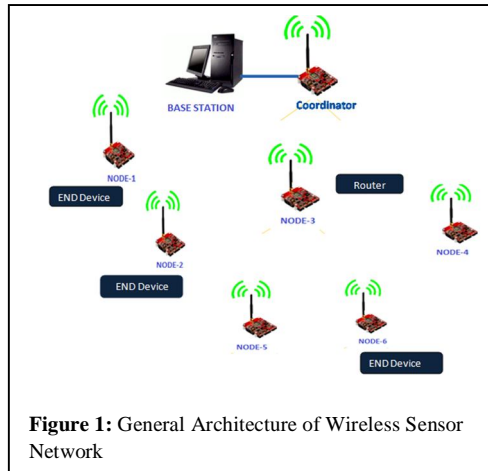 BASE STATION
Coordinator
NODE-1
END Device
NODE-2
END Device
NODE-3
Router
NODE-4
NODE-5
NODE-6
END Device
Figure 1: General Architecture of Wireless Sensor
Network